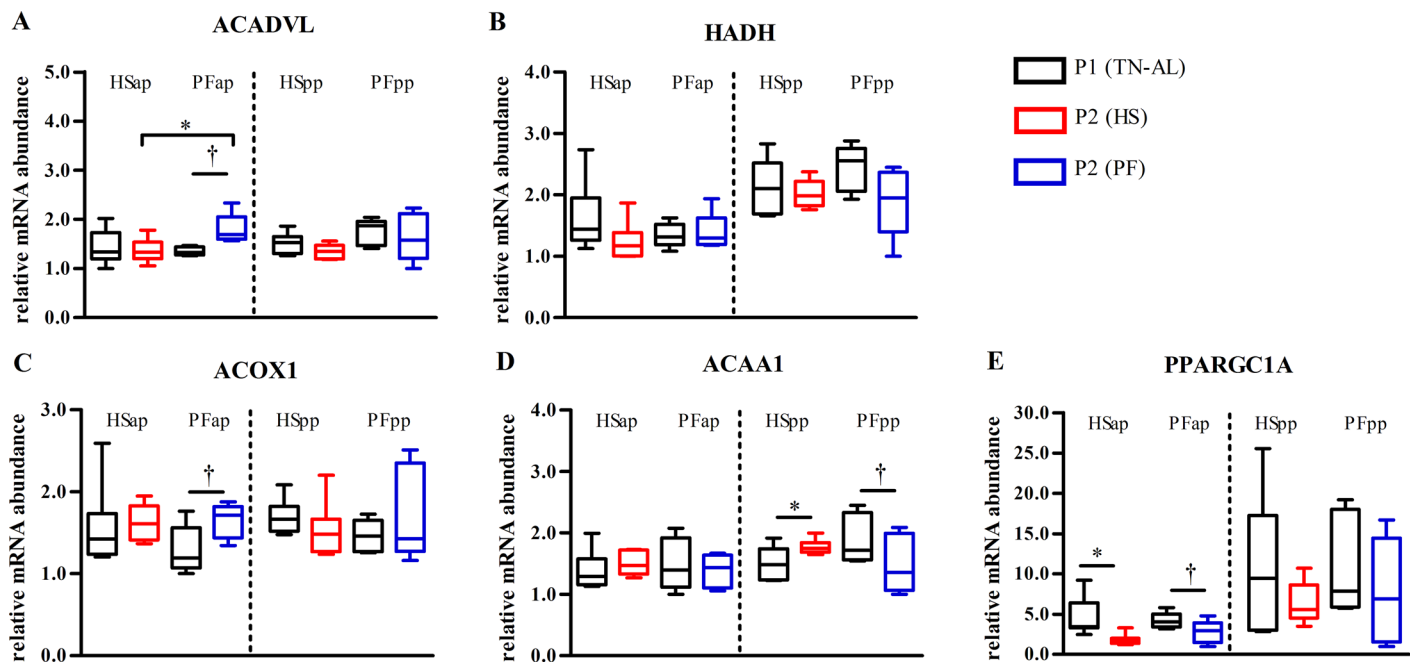 A
ACADVL
relative mRNA abundance
5.0
4.0
3.0
2.0
1.0
0.0
HSap
PFap
HSpp
PFpp
*
†
B
HADH
relative mRNA abundance
4.0
3.0
2.0
1.0
0.0
HSap
PFap
HSpp
PFpp
P1 (TN-AL)
P2 (HS)
P2 (PF)
C
ACOX1
relative mRNA abundance
3.0
2.0
1.0
0.0
HSap
PFap
HSpp
PFpp
†
D
ACAA1
relative mRNA abundance
4.0
3.0
2.0
1.0
0.0
HSap
PFap
HSpp
PFpp
*
†
E
PPARGC1A
relative mRNA abundance
30.0
25.0
20.0
15.0
10.0
5.0
0.0
HSap
PFap
HSpp
PFpp
*
†